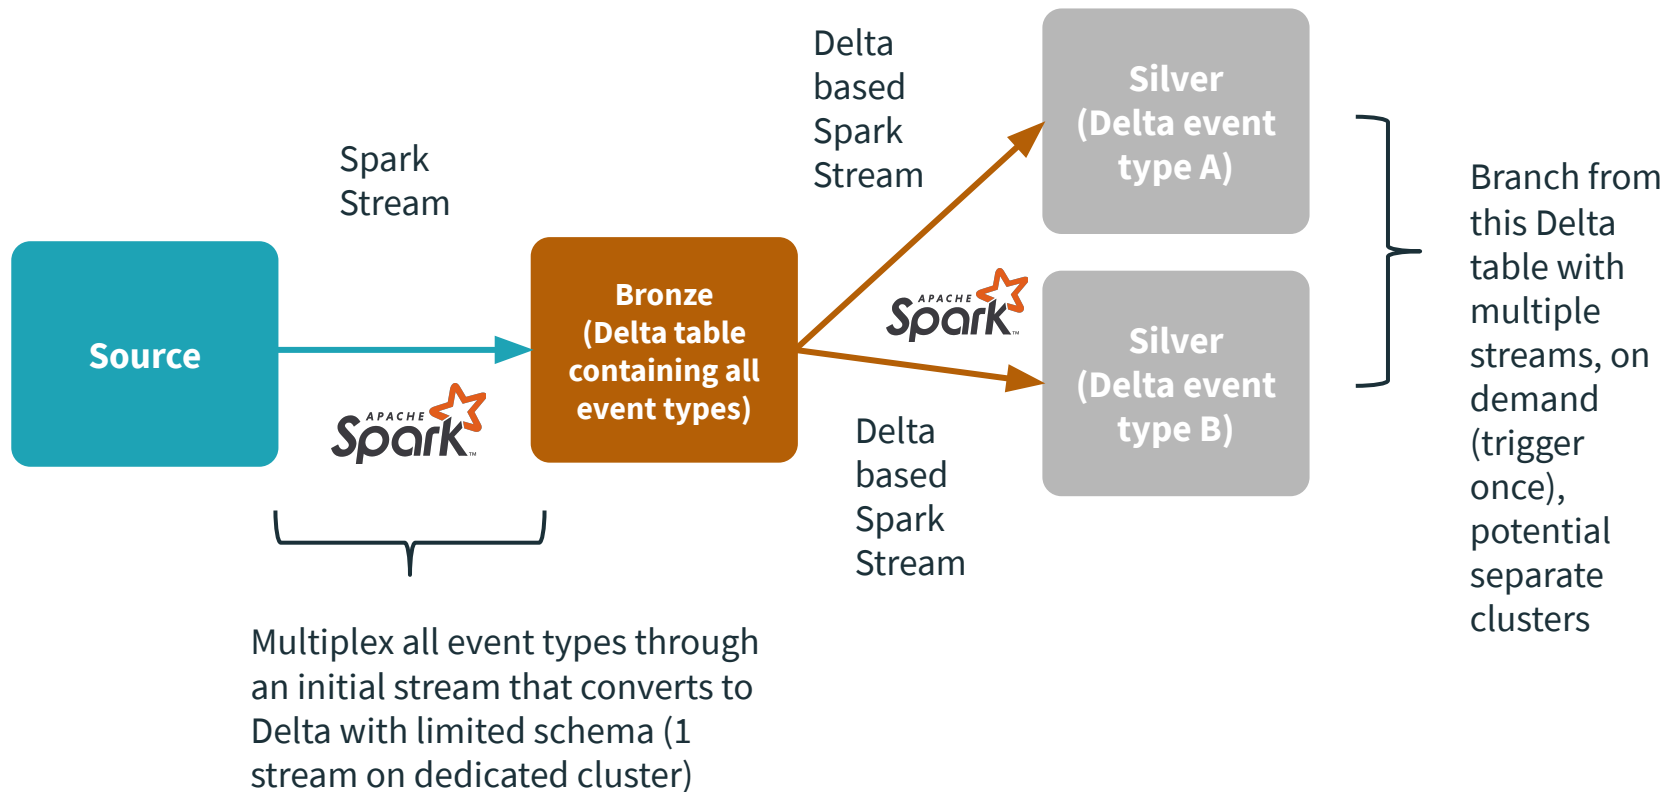 Source
Spark
Stream
APACHE
Spark™
Multiplex all event types through
an initial stream that converts to
Delta with limited schema (1
stream on dedicated cluster)
Bronze
(Delta table
containing all
event types)
Delta
based
Spark
Stream
APACHE
Spark™
Delta
based
Spark
Stream
Silver
(Delta event
type A)
Silver
(Delta event
type B)
Branch from
this Delta
table with
multiple
streams, on
demand
(trigger
once),
potential
separate
clusters